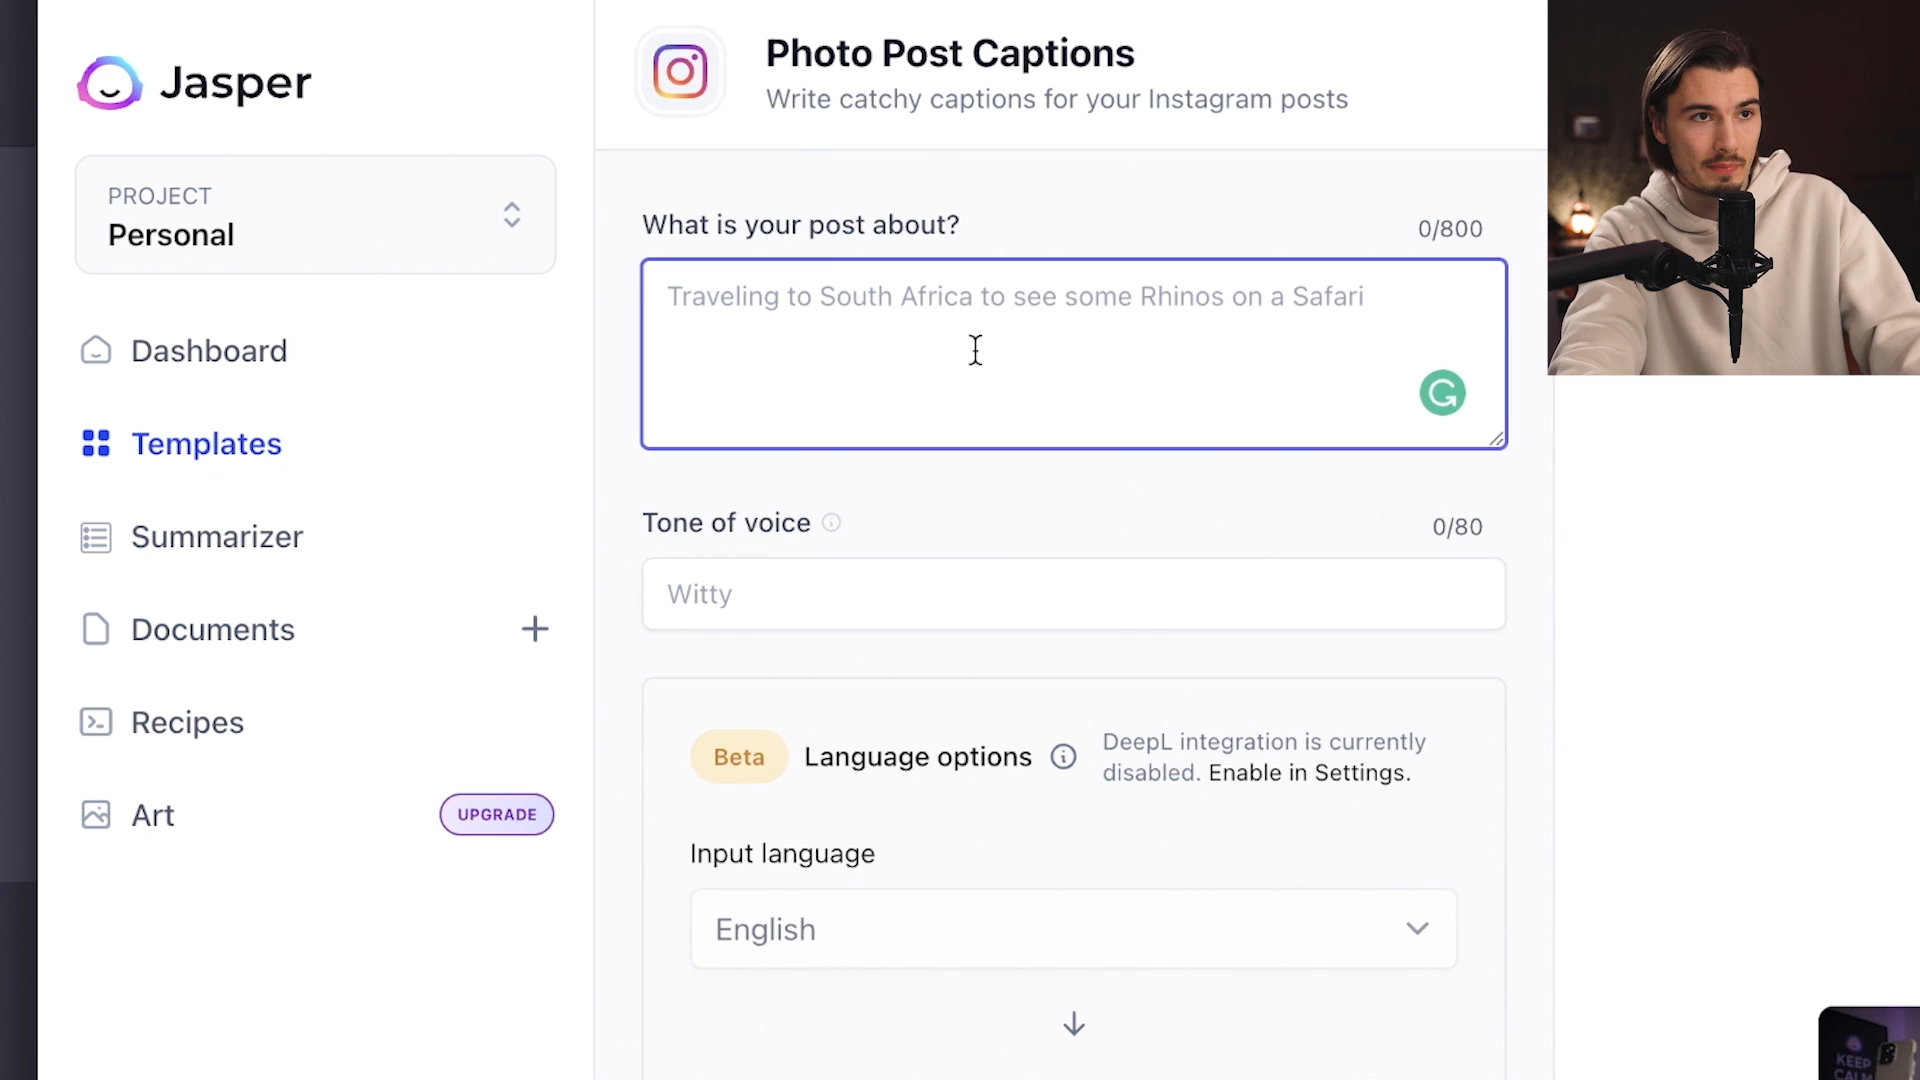 Jasper
PROJECT
Personal
Dashboard
Templates
Summarizer
Documents
Recipes
Art
UPGRADE
Photo Post Captions
Write catchy captions for your Instagram posts
What is your post about?
0/800
Traveling to South Africa to see some Rhinos on a Safari
Tone of voice
0/80
Witty
Beta
Language options
DeepL integration is currently
disabled. Enable in Settings.
Input language
English
KEEP
CALM